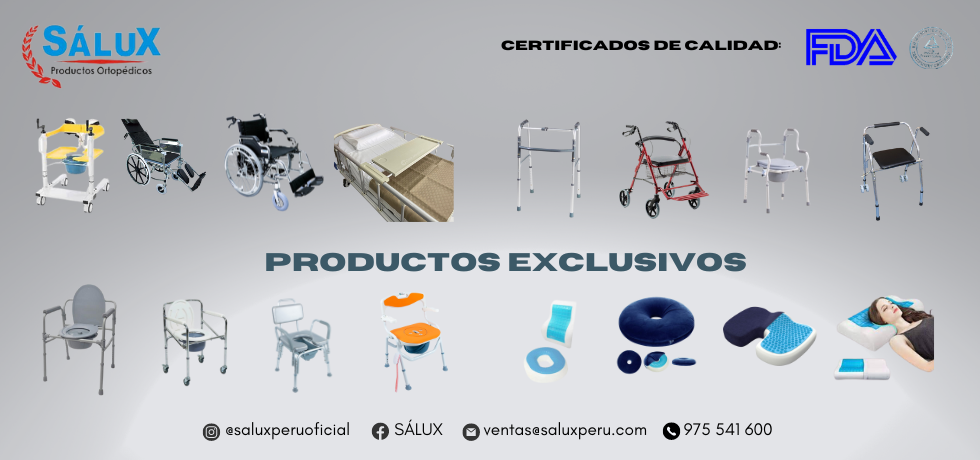 SÁLUX
Productos Ortopédicos
CERTIFICADOS DE CALIDAD:
FDA
PRODUCTOS EXCLUSIVOS
@saluxperuoficial
SÁLUX
ventas@saluxperu.com
975 541 600